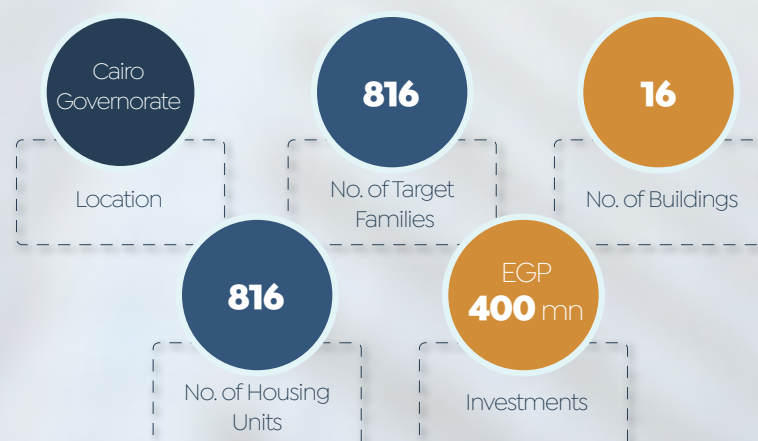 Cairo
Governorate
Location
816
No. of Target
Families
16
No. of Buildings
816
No. of Housing
Units
EGP
400 mn
Investments